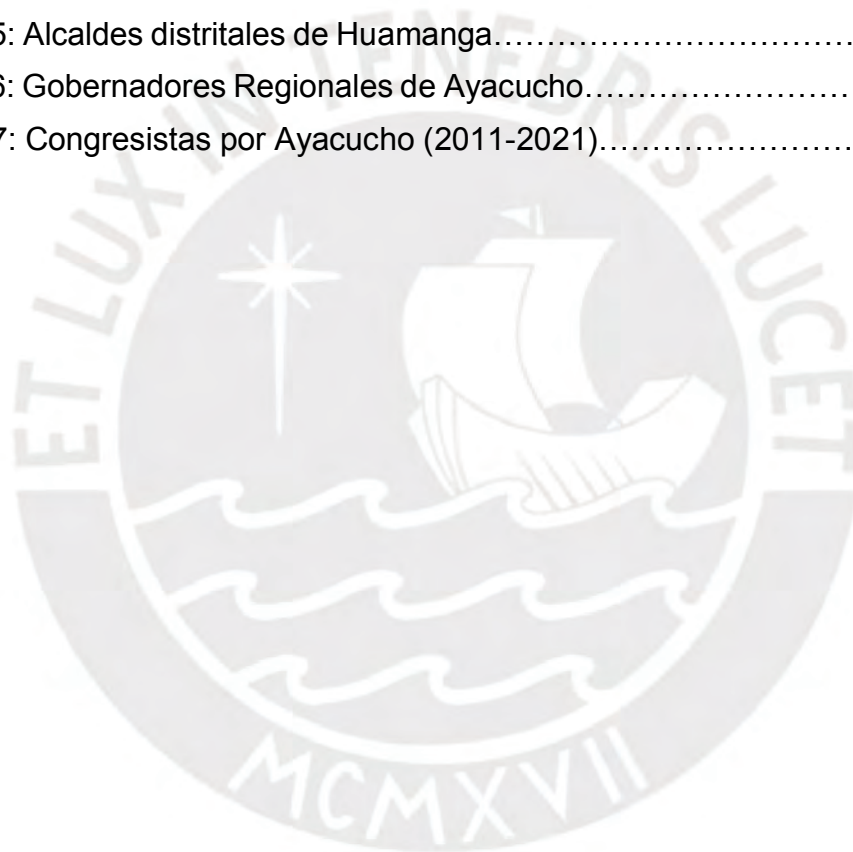 5: Alcaldes distritales de Huamanga……………………………
6: Gobernadores Regionales de Ayacucho……………………
7: Congresistas por Ayacucho (2011-2021)……………………
ET LUX IN TENEBRIS LUCET
MCMXVII